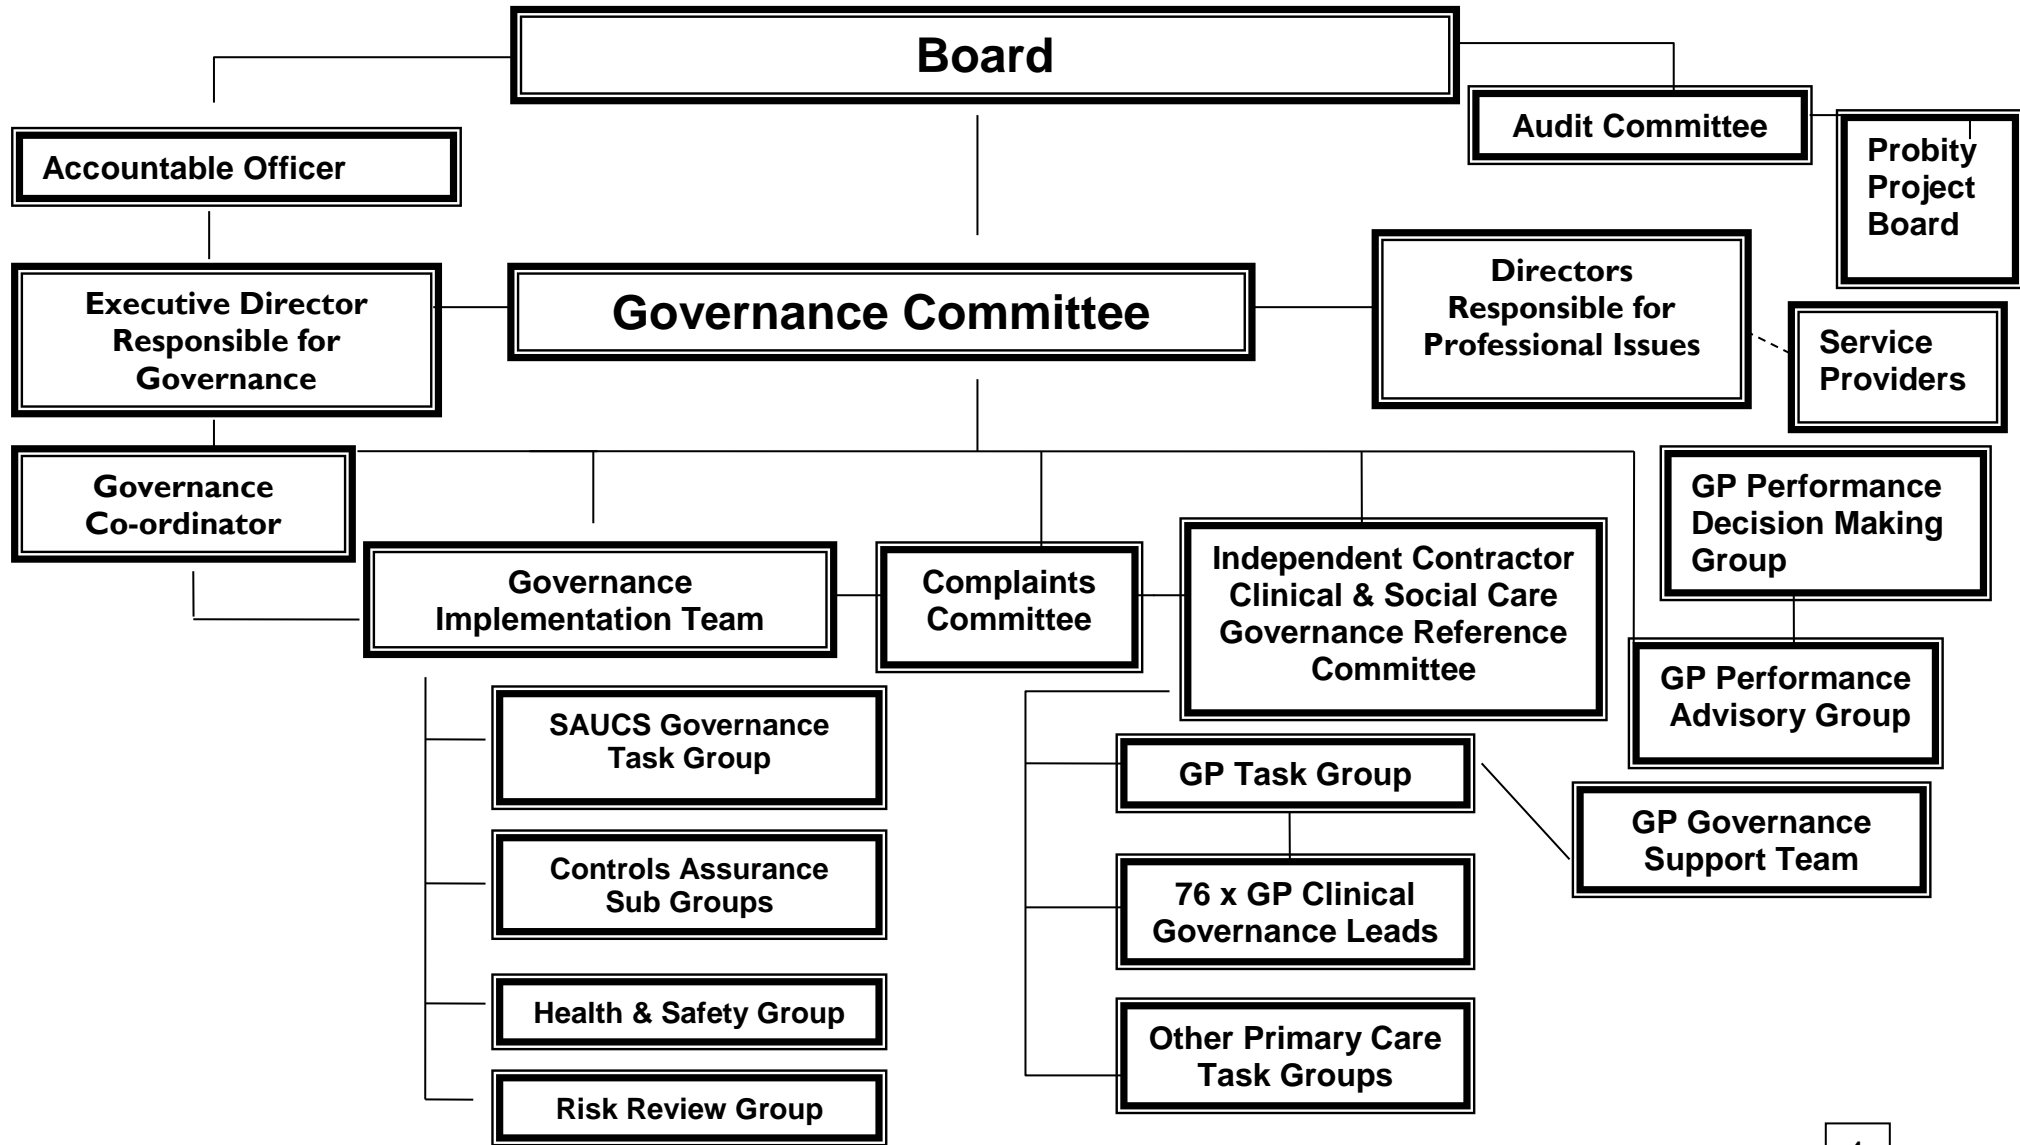 Board
Audit Committee
Accountable Officer
Probity
Project
Board
Executive Director
Responsible for
Governance
Governance Committee
Directors
Responsible for
Professional Issues
Service
Providers
Governance
Co-ordinator
GP Performance
Decision Making
Group
Governance
Implementation Team
Complaints
Committee
Independent Contractor
Clinical & Social Care
Governance Reference
Committee
GP Performance
Advisory Group
SAUCS Governance
Task Group
GP Task Group
GP Governance
Support Team
Controls Assurance
Sub Groups
76 x GP Clinical
Governance Leads
Health & Safety Group
Other Primary Care
Task Groups
Risk Review Group